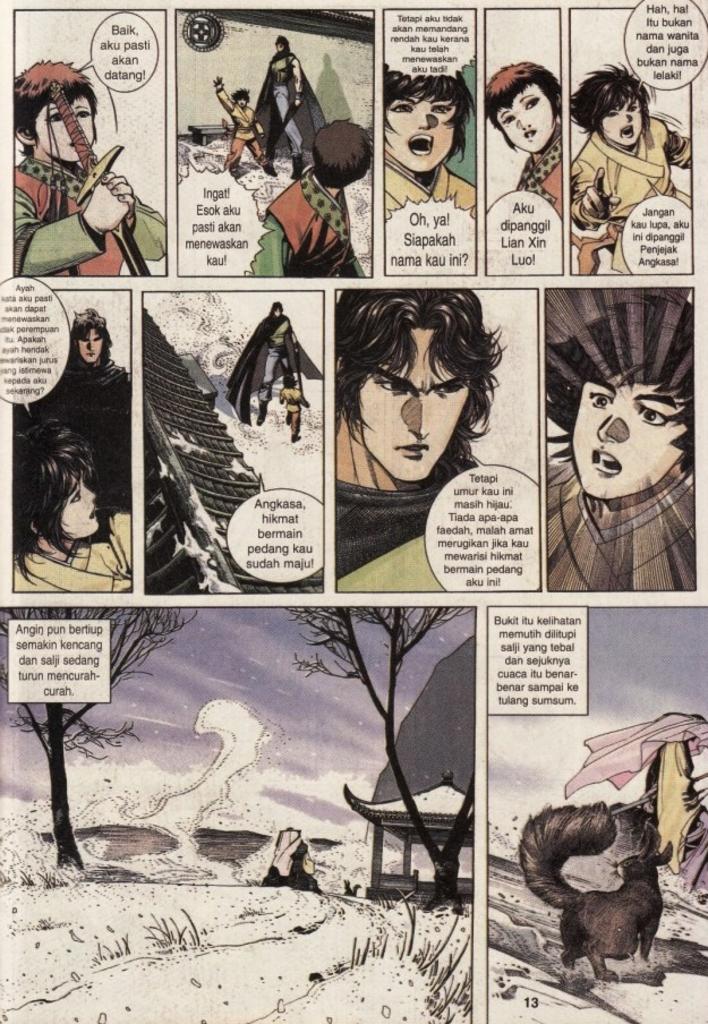 Baik,
aku pasti
akan
datang!
Ingat!
Esok aku
pasti akan
menewaskan
kau!
Tetapi aku tidak
akan memandang
rendah kau kerana
kau telah
menewaskan
aku tadi!
Oh, ya!
Siapakah
nama kau ini?
Aku
dipanggil
Lian Xin
Luo!
Hah, ha!
Itu bukan
nama wanita
dan juga
bukan nama
lelaki!
Jangan
kau lupa, aku
ini dipanggil
Penjejak
Angkasa!
Ayah
kata aku pasti
akan dapat
menewaskan
dak perempuan
itu. Apakah
ayah hendak
ewariskan jurus
yang istimewa
kepada aku
sekarang?
Angkasa,
hikmat
bermain
pedang kau
sudah maju!
Tetapi
umur kau ini
masih hijau.
Tiada apa-apa
faedah, malah amat
merugikan jika kau
mewarisi hikmat
bermain pedang
aku ini!
Angin pun bertiup
semakin kencang
dan salji sedang
turun mencurah-
curah.
Bukit itu kelihatan
memutih dilitupi
salji yang tebal
dan sejuknya
cuaca itu benar-
benar sampai ke
tulang sumsum.
13